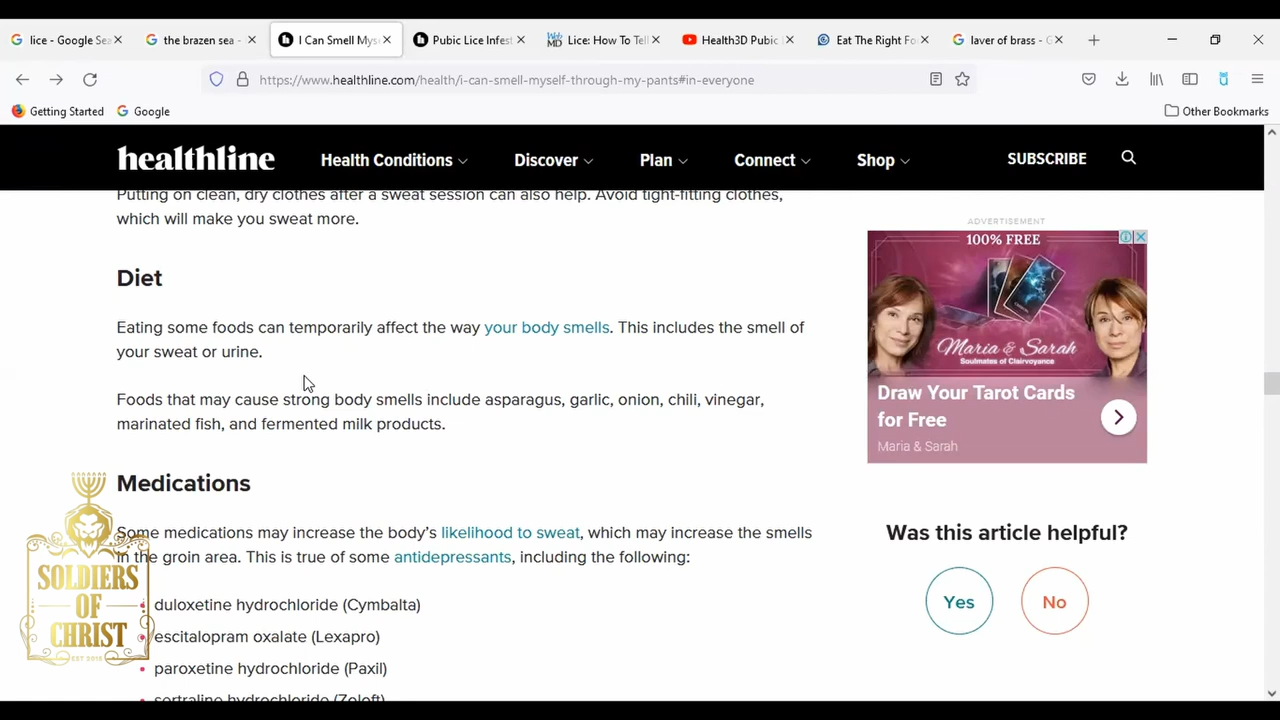 lice - Google Sea
the brazen sea -
I Can Smell Myse
Pubic Lice Infest
Web MD
Lice: How To Tell
Health3D Pubic
Eat The Right Fo
laver of brass - G
https://www.healthline.com/health/i-can-smell-myself-through-my-pants#in-everyone
Getting Started
Google
Other Bookmarks
healthline
Health Conditions
Discover
Plan
Connect
Shop
SUBSCRIBE
Putting on clean, dry clothes after a sweat session can also help. Avoid tight-fitting clothes,
which will make you sweat more.
Diet
Eating some foods can temporarily affect the way your body smells. This includes the smell of
your sweat or urine.
Foods that may cause strong body smells include asparagus, garlic, onion, chili, vinegar,
marinated fish, and fermented milk products.
Medications
Some medications may increase the body's likelihood to sweat, which may increase the smells
in the groin area. This is true of some antidepressants, including the following:
duloxetine hydrochloride (Cymbalta)
escitalopram oxalate (Lexapro)
paroxetine hydrochloride (Paxil)
sertraline hydrochloride (Zoloft)
ADVERTISEMENT
100% FREE
Maria & Sarah
Soulmates of Clairvoyance
Draw Your Tarot Cards
for Free
Maria & Sarah
Was this article helpful?
Yes
No
SOLDIERS
OF
CHRIST
EST 2015